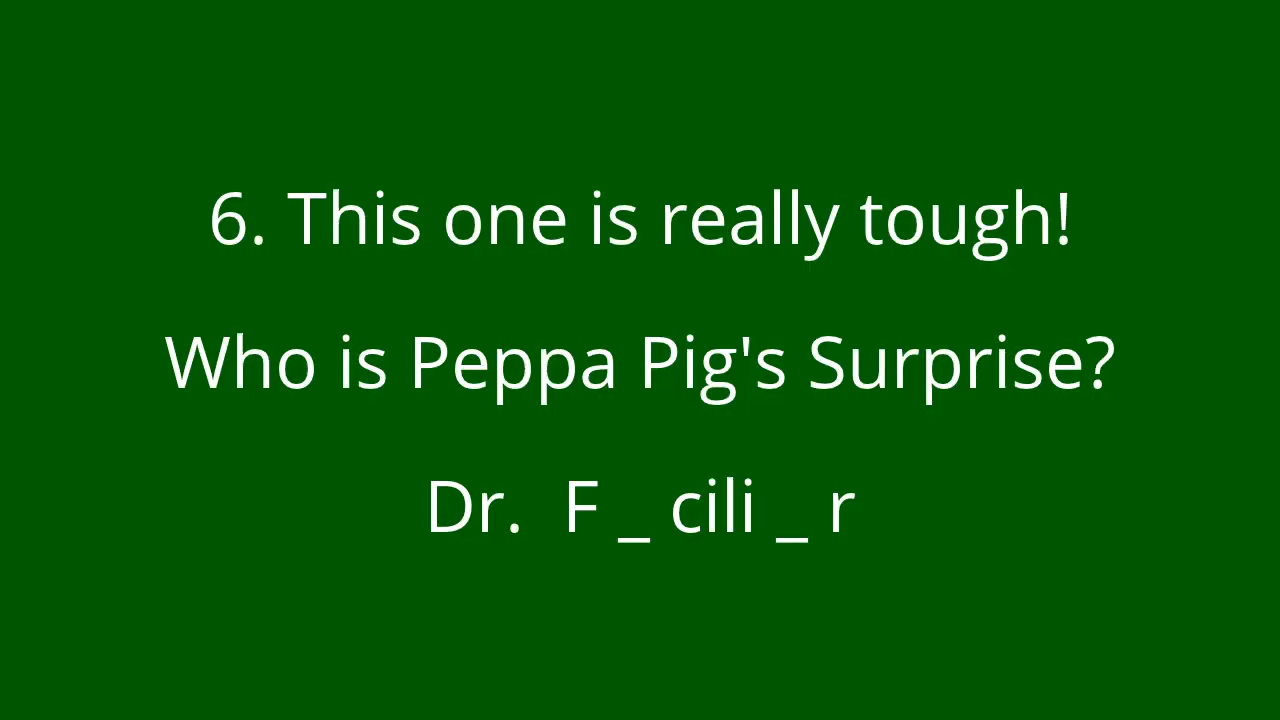 6. This one is really tough!
Who is Peppa Pig's Surprise?
Dr.  F _ cili _ r